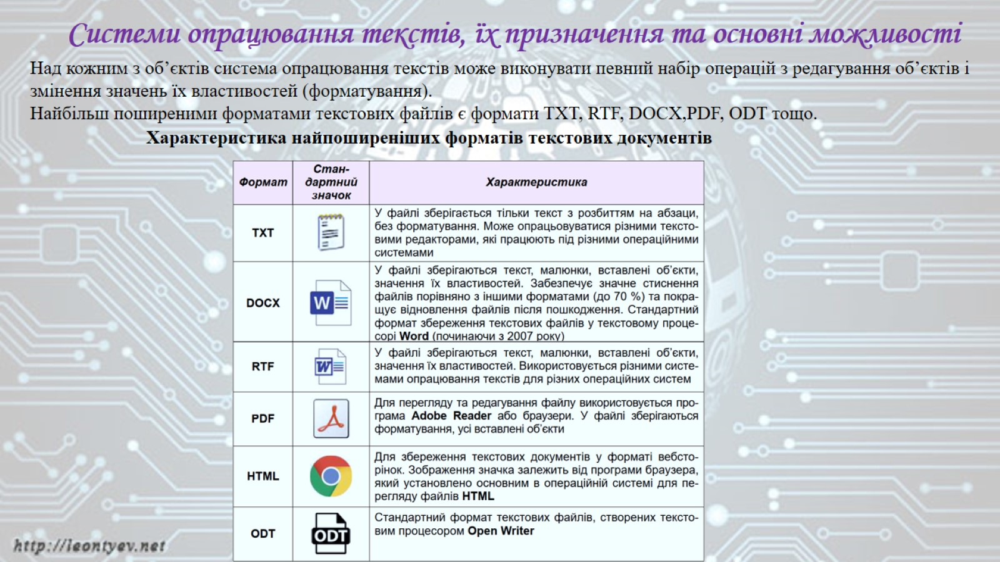 Системи опрацювання текстів, їх призначення та основні можливості
Над кожним з об’єктів система опрацювання текстів може виконувати певний набір операцій з редагування об’єктів і
змінення значень їх властивостей (форматування).
Найбільш поширеними форматами текстових файлів є формати TXT, RTF, DOCX,PDF, ODT тощо.
Характеристика найпоширеніших форматів текстових документів
Формат
Стан-
дартний
значок
Характеристика
TXT
У файлі зберігається тільки текст з розбиттям на абзаци,
без форматування. Може опрацьовуватися різними тексто-
вими редакторами, які працюють під різними операційними
системами
DOCX
W
У файлі зберігаються текст, малюнки, вставлені об’єкти,
значення їх властивостей. Забезпечує значне стиснення
файлів порівняно з іншими форматами (до 70 %) та покра-
щує відновлення файлів після пошкодження. Стандартний
формат збереження текстових файлів у текстовому проце-
сорі Word (починаючи з 2007 року)
RTF
W
У файлі зберігаються текст, малюнки, вставлені об’єкти,
значення їх властивостей. Використовується різними систе-
мами опрацювання текстів для різних операційних систем
PDF
Для перегляду та редагування файлу використовується про-
грама Adobe Reader або браузери. У файлі зберігаються
форматування, усі вставлені об’єкти
HTML
Для збереження текстових документів у форматі вебсто-
рінок. Зображення значка залежить від програми браузера,
який установлено основним в операційній системі для пе-
регляду файлів HTML
ODT
ODT
Стандартний формат текстових файлів, створених тексто-
вим процесором Open Writer
http://leontyev.net